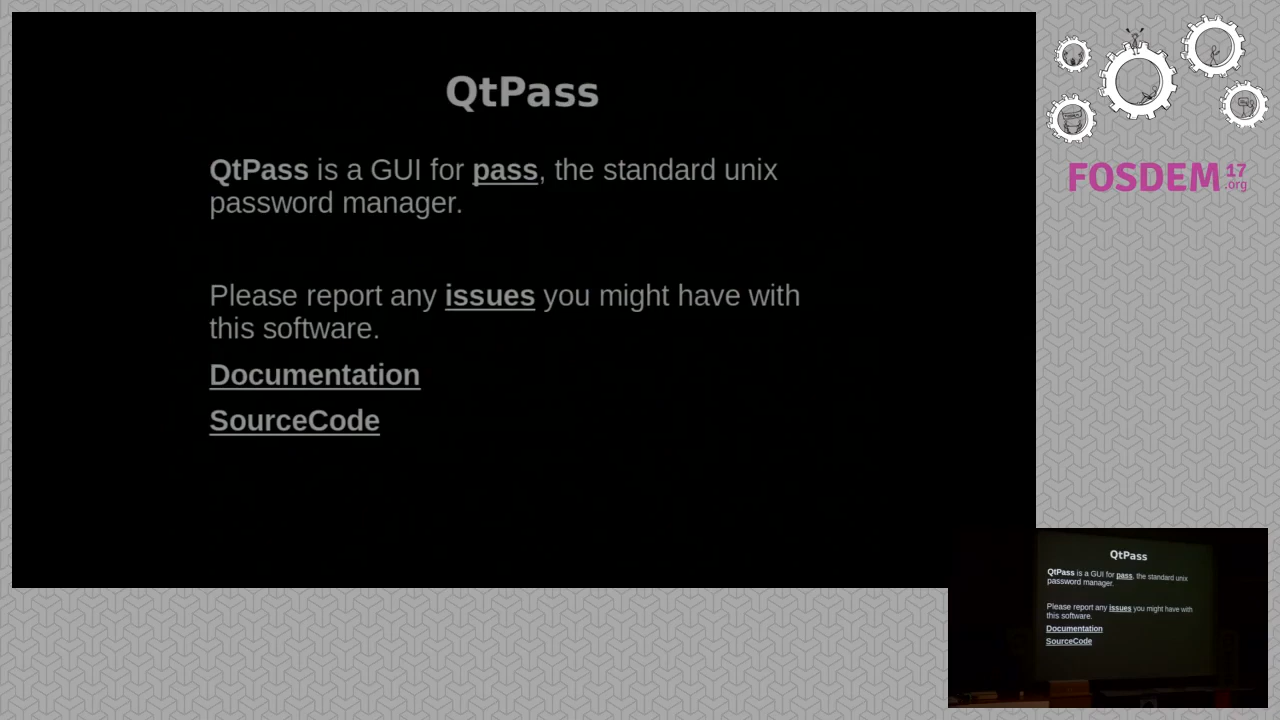 QtPass
QtPass is a GUI for pass, the standard unix
password manager.
Please report any issues you might have with
this software.
Documentation
SourceCode
FOSDEM 17
.org
QtPass
QtPass is a GUI for pass, the standard unix
password manager.
Please report any issues you might have with
this software.
Documentation
SourceCode